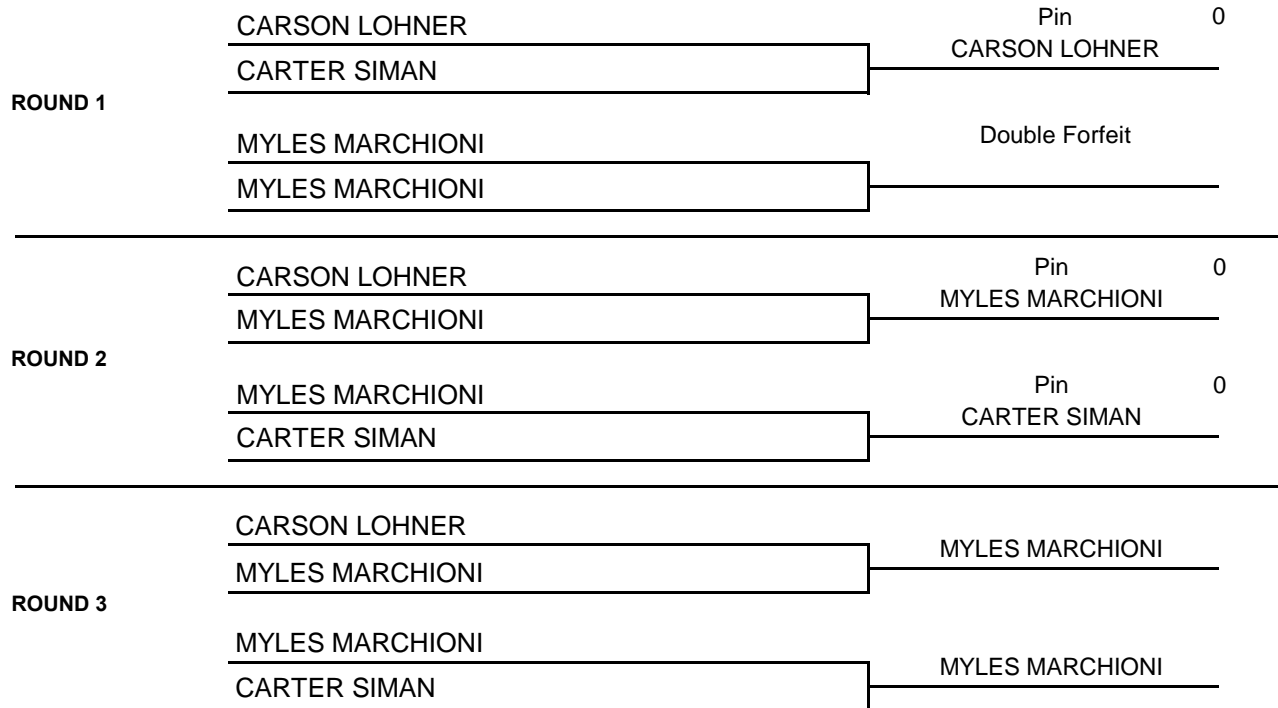 CARSON LOHNER
Pin 0
CARSON LOHNER
CARTER SIMAN
ROUND 1
MYLES MARCHIONI
Double Forfeit
MYLES MARCHIONI
CARSON LOHNER
Pin 0
MYLES MARCHIONI
MYLES MARCHIONI
ROUND 2
MYLES MARCHIONI
Pin 0
CARTER SIMAN
CARTER SIMAN
CARSON LOHNER
MYLES MARCHIONI
MYLES MARCHIONI
ROUND 3
MYLES MARCHIONI
MYLES MARCHIONI
CARTER SIMAN